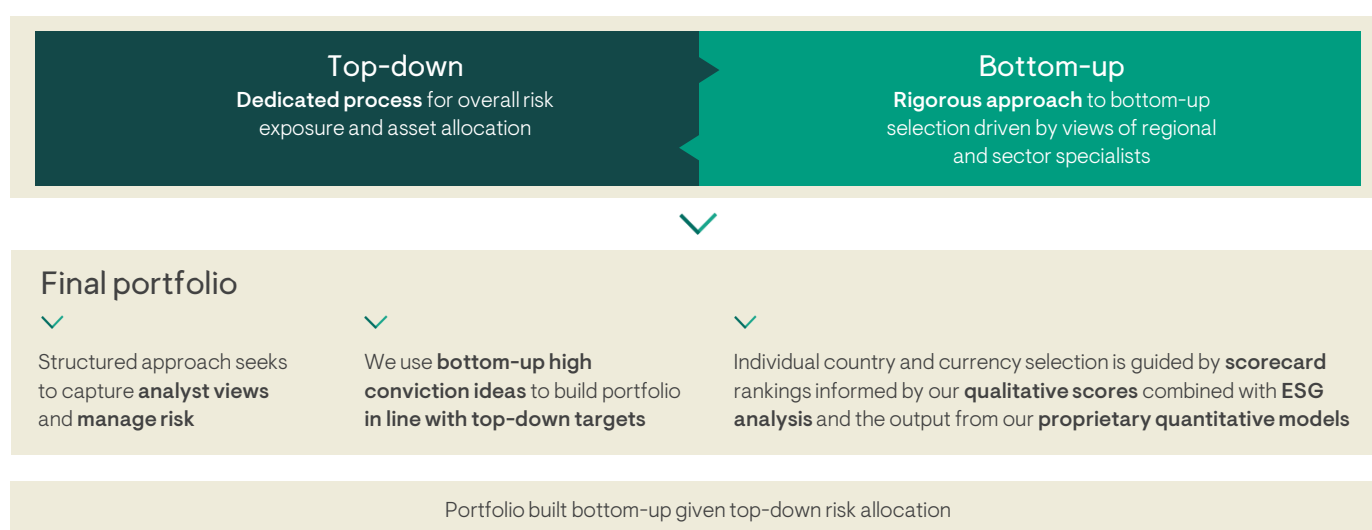 Top-down
Dedicated process for overall risk
exposure and asset allocation
Bottom-up
Rigorous approach to bottom-up
selection driven by views of regional
and sector specialists
Final portfolio
Structured approach seeks
to capture analyst views
and manage risk
We use bottom-up high
conviction ideas to build portfolio
in line with top-down targets
Individual country and currency selection is guided by scorecard
rankings informed by our qualitative scores combined with ESG
analysis and the output from our proprietary quantitative models
Portfolio built bottom-up given top-down risk allocation